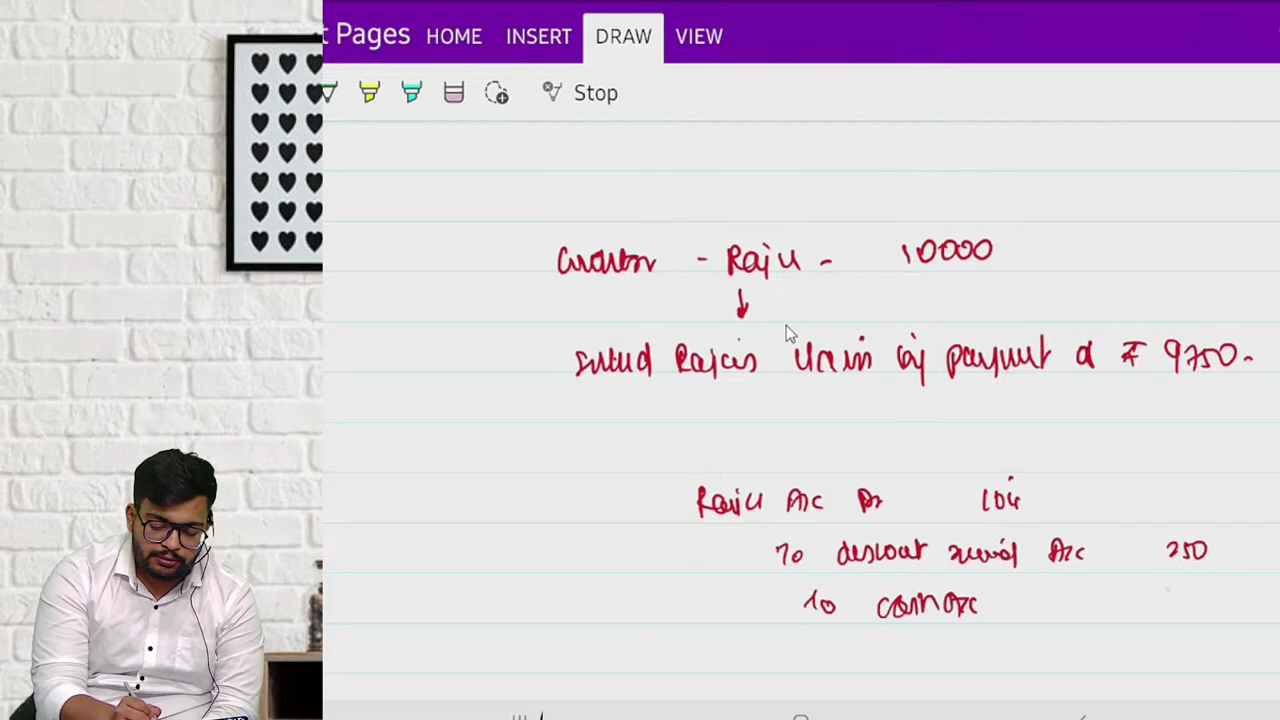 t Pages HOME INSERT DRAW VIEW
Stop
Creditor - Raju - 10000
settled Raju's claim by payment of ₹ 9750.
Raju A/c Dr 10k
To discount received A/c 250
To cash A/c